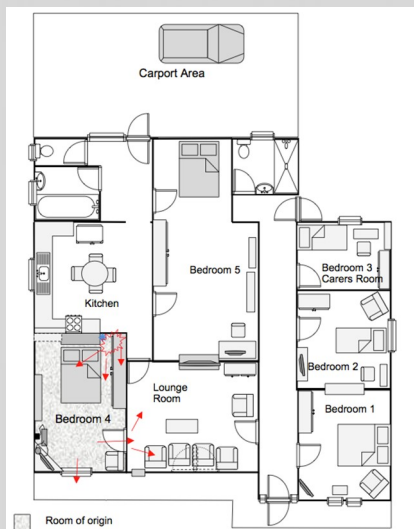 Carport Area
Bedroom 5
Bedroom 3
Carers Room
Kitchen
Bedroom 2
Lounge
Room
Bedroom 4
Bedroom 1
Room of origin